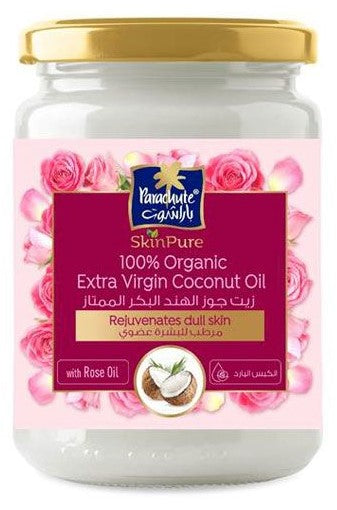 Parachute®
باراشوت
SkinPure
100% Organic
Extra Virgin Coconut Oil
زيت جوز الهند البكر الممتاز
Rejuvenates dull skin
مرطب للبشرة عضوي
with Rose Oil
انكبس البارد